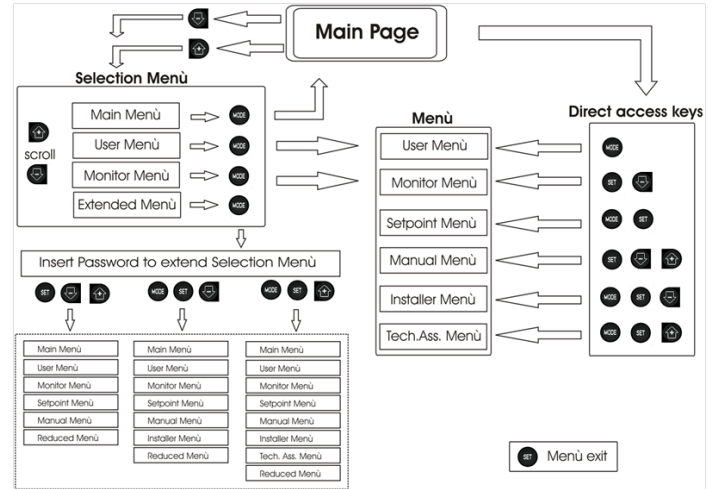 Main Page
Selection Menù
scroll
Main Menù MODE
User Menù MODE
Monitor Menù MODE
Extended Menù MODE
Menù
User Menù
Monitor Menù
Setpoint Menù
Manual Menù
Installer Menù
Tech.Ass. Menù
Direct access keys
MODE
SET
MODE SET
SET
MODE SET
MODE SET
Insert Password to extend Selection Menù
SET
MODE SET
MODE SET
Main Menù
User Menù
Monitor Menù
Setpoint Menù
Manual Menù
Reduced Menù
Main Menù
User Menù
Monitor Menù
Setpoint Menù
Manual Menù
Installer Menù
Reduced Menù
Main Menù
User Menù
Monitor Menù
Setpoint Menù
Manual Menù
Installer Menù
Tech. Ass. Menù
Reduced Menù
SET Menù exit